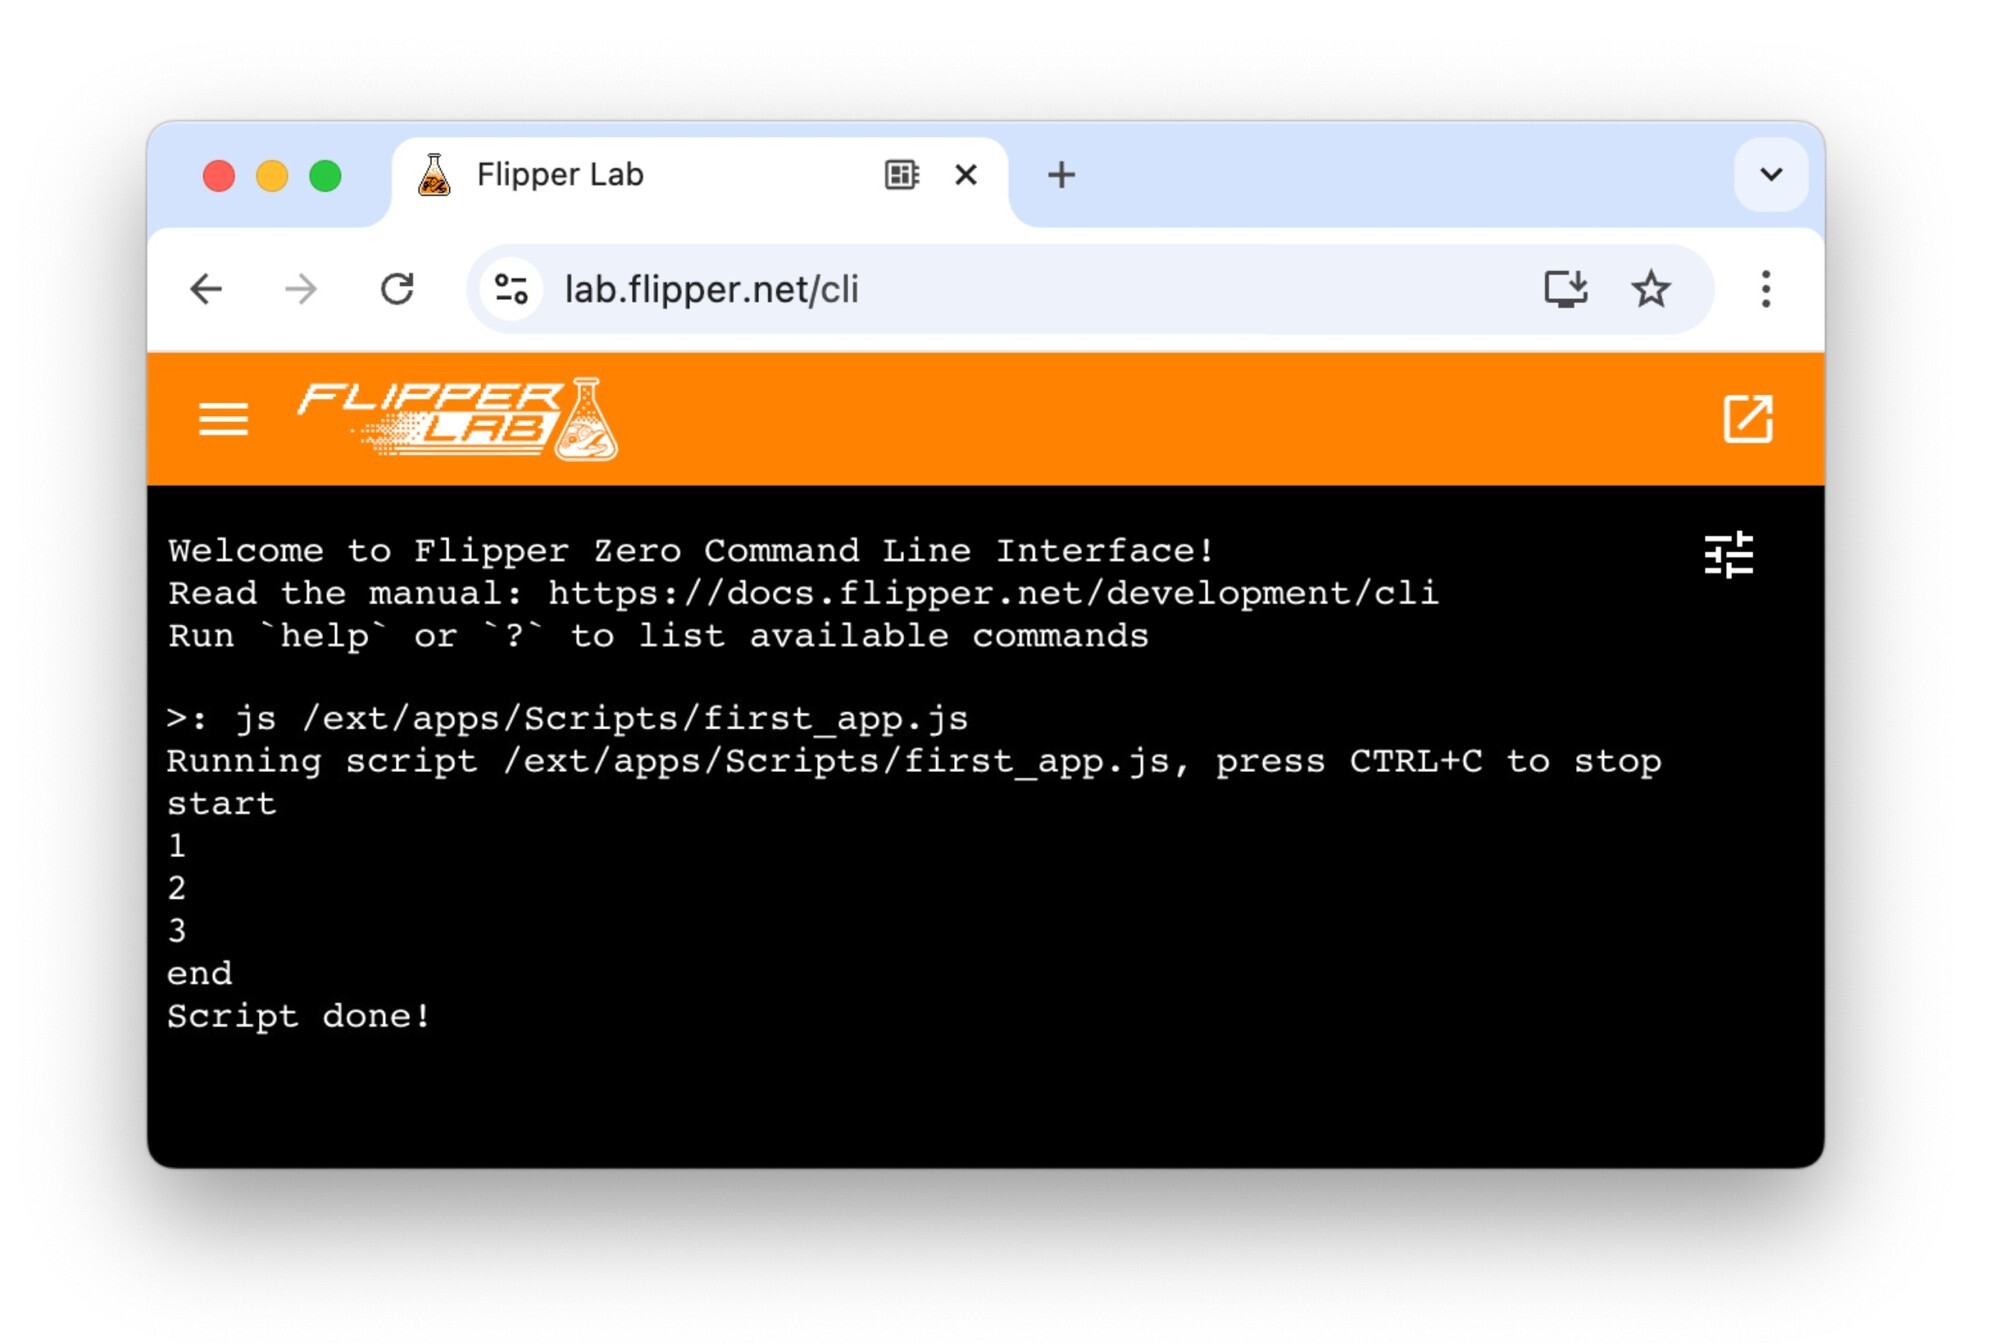 Flipper Lab
lab.flipper.net/cli
FLIPPER
LAB
Welcome to Flipper Zero Command Line Interface!
Read the manual: https://docs.flipper.net/development/cli
Run `help` or `?` to list available commands
>: js /ext/apps/Scripts/first_app.js
Running script /ext/apps/Scripts/first_app.js, press CTRL+C to stop
start
1
2
3
end
Script done!